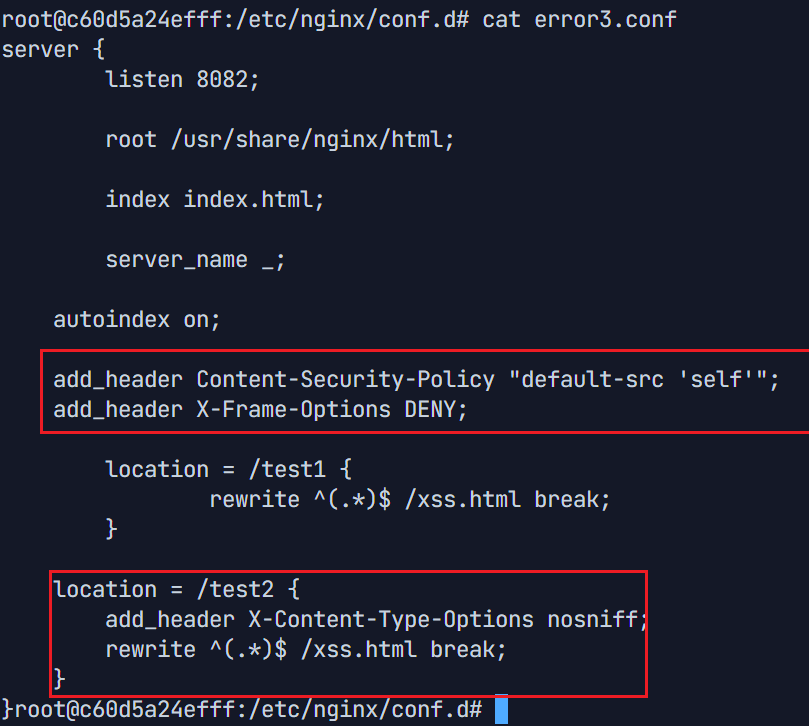 root@c60d5a24efff:/etc/nginx/conf.d# cat error3.conf
server {
listen 8082;
root /usr/share/nginx/html;
index index.html;
server_name _;
autoindex on;
add_header Content-Security-Policy "default-src 'self'";
add_header X-Frame-Options DENY;
location = /test1 {
rewrite ^(.*)$ /xss.html break;
}
location = /test2 {
add_header X-Content-Type-Options nosniff;
rewrite ^(.*)$ /xss.html break;
}
}root@c60d5a24efff:/etc/nginx/conf.d#